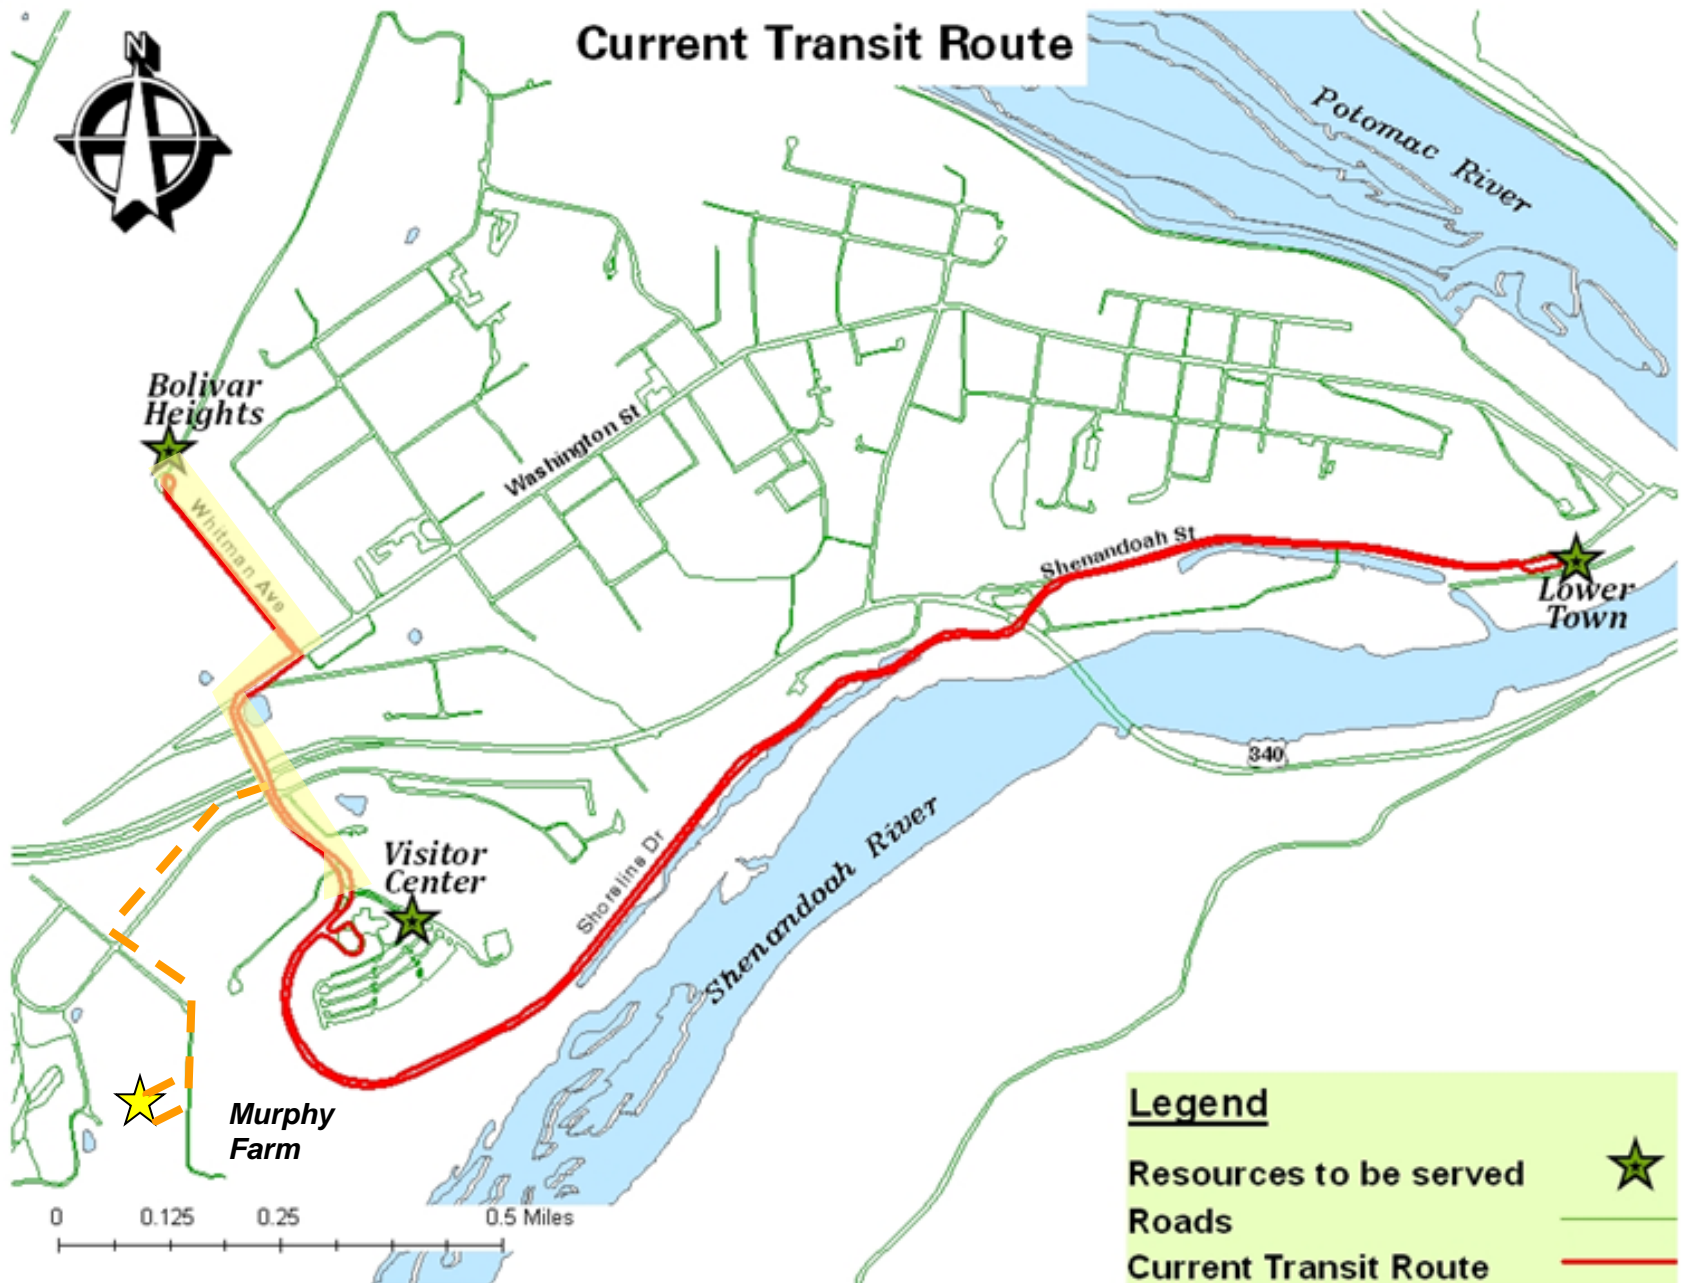 Current Transit Route
N
Potomac River
Bolivar
Heights
Washington St
Whitman Ave
Shenandoah St
Lower
Town
340
Visitor
Center
Shoreline Dr
Shenandoah River
Murphy
Farm
0 0.125 0.25 0.5 Miles
Legend
Resources to be served
Roads
Current Transit Route